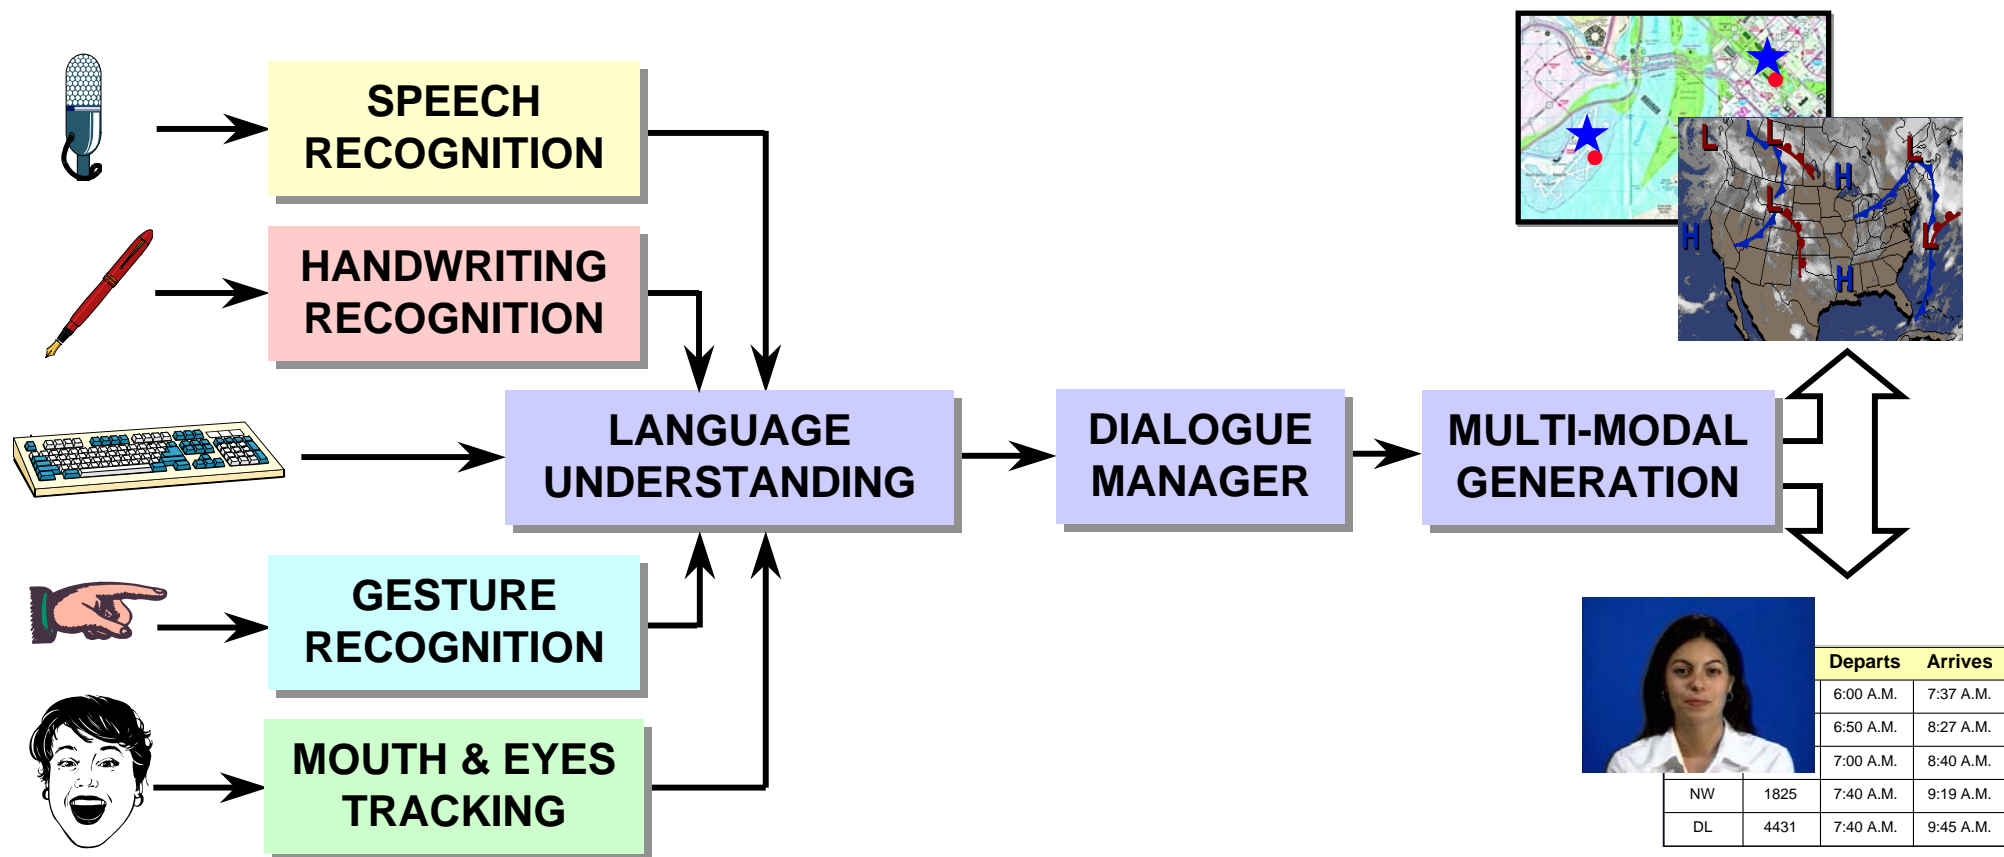 SPEECH
RECOGNITION
HANDWRITING
RECOGNITION
LANGUAGE
UNDERSTANDING
DIALOGUE
MANAGER
MULTI-MODAL
GENERATION
GESTURE
RECOGNITION
MOUTH & EYES
TRACKING
L
L
L
H
L
H
L
H
Departs Arrives
6:00 A.M. 7:37 A.M.
6:50 A.M. 8:27 A.M.
7:00 A.M. 8:40 A.M.
NW 1825 7:40 A.M. 9:19 A.M.
DL 4431 7:40 A.M. 9:45 A.M.